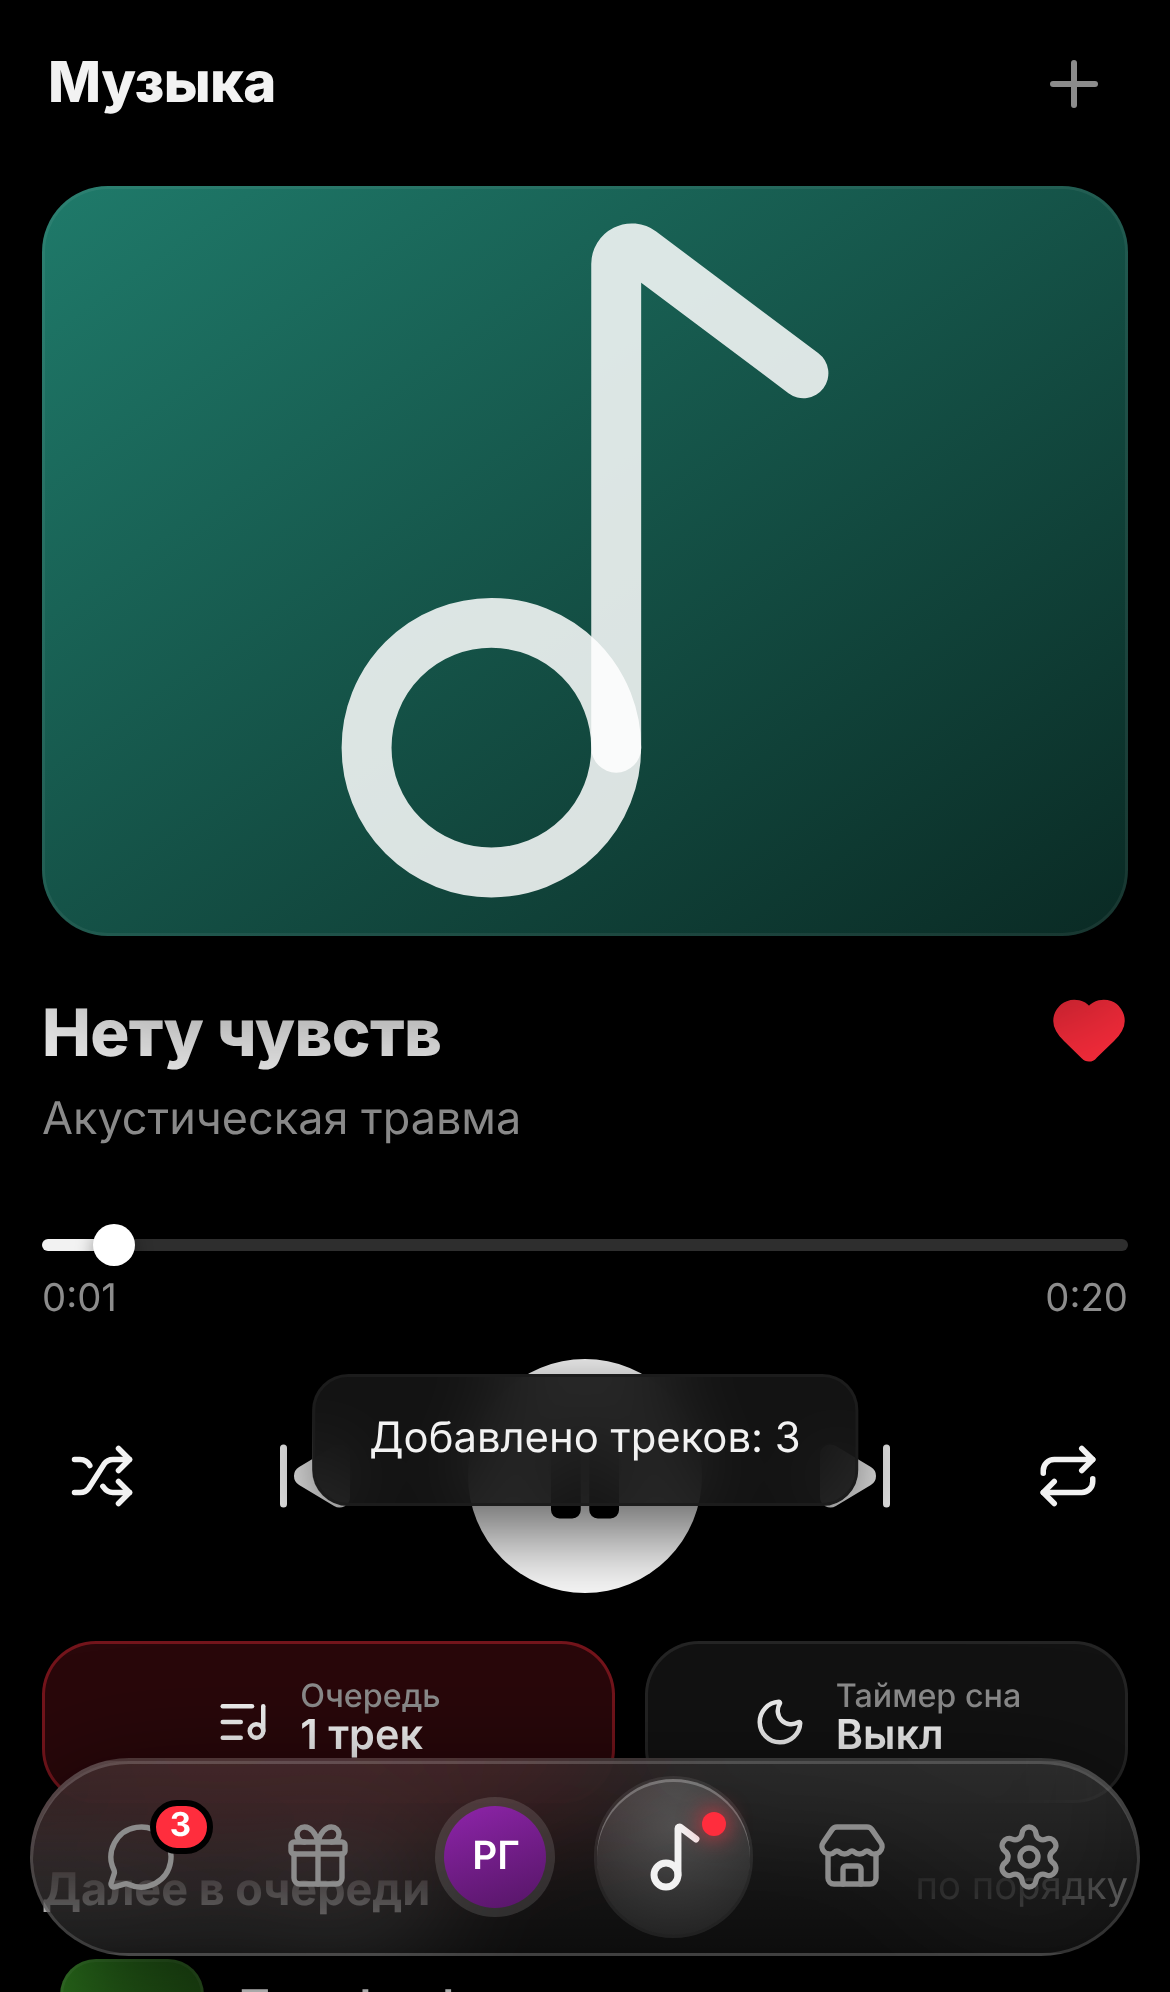 Музыка
Нету чувств
Акустическая травма
0:01
0:20
Добавлено треков: 3
Очередь
1 трек
Таймер сна
Выкл
3
РГ
Далее в очереди
по порядку